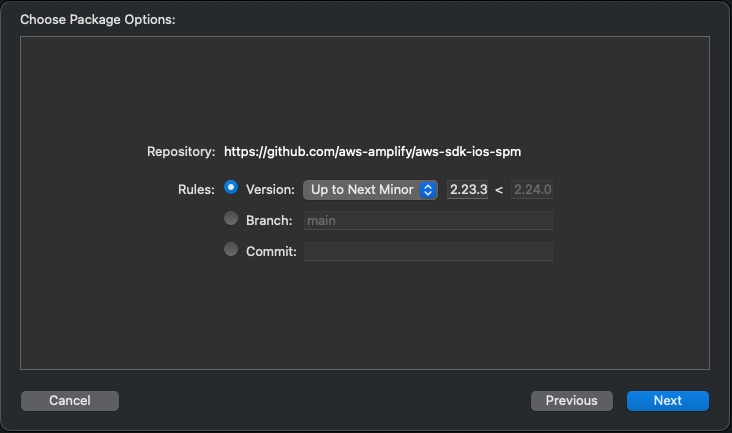 Choose Package Options:
Repository: https://github.com/aws-amplify/aws-sdk-ios-spm
Rules: Version: Up to Next Minor 2.23.3 < 2.24.0
Branch: main
Commit:
Cancel Previous Next